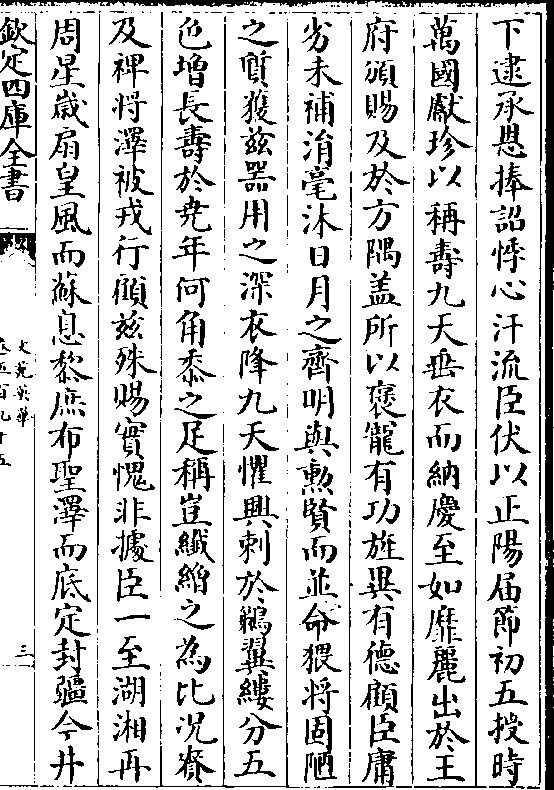 下逮承恩捧詔悸心汗流臣伏以正陽届節初五授時
萬國獻珍以稱壽九天垂衣而納慶至如靡麗出於王
府頒賜及於方隅盖所以褒寵有功旌異有德顧臣庸
劣未補涓毫沐日月之齊明與勲賢而並命猥將固陋
之質獲兹器用之深衣降九天懼興刺於鵜翼縷分五
色增長壽於堯年何角黍之足稱豈纖縮之為比况賚
及禆將澤被戎行顧兹殊賜實愧非據臣一至湖湘再
周星歲扇皇風而蘇息黎庶布聖澤而底定封疆今井
欽定四庫全書
文苑英華
卷五百九十五
三